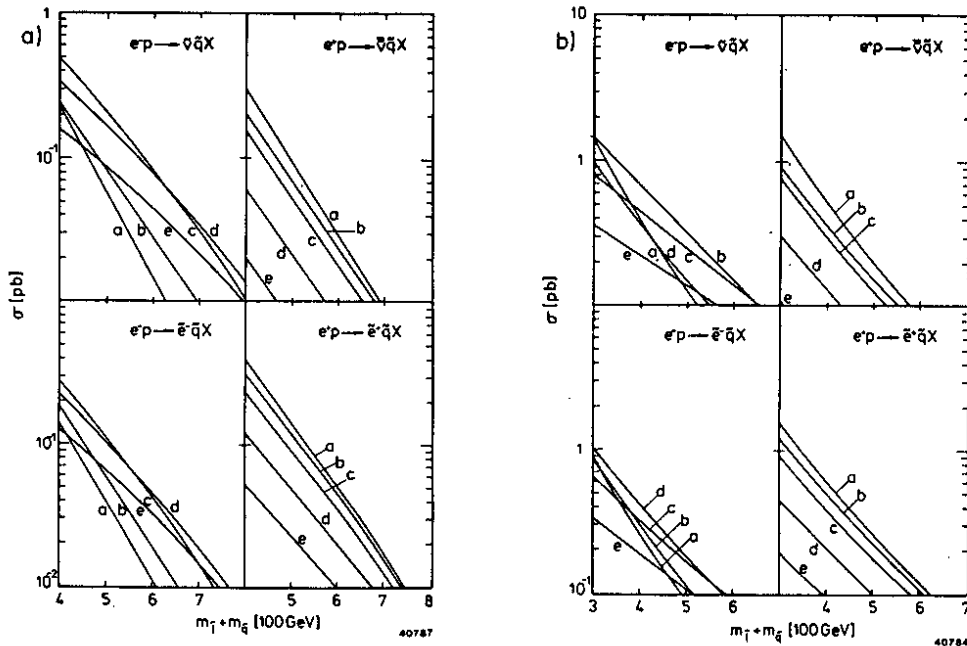 a)
1
10⁻¹
σ [pb]
10⁻¹
10⁻²
e⁻p → ν̃ q̃ X
a b e c d
e⁺p → ν̃̄ q̃ X
a
b
c
d
e
e⁻p → ẽ⁻ q̃ X
a b e c d
e⁺p → ẽ⁺ q̃ X
a
b
c
d
e
4 5 6 7 5 6 7 8
m_l̃ + m_q̃ [100 GeV]
40787
b)
10
1
σ [pb]
1
10⁻¹
e⁻p → ν̃ q̃ X
e a d c b
e⁺p → ν̃̄ q̃ X
a
b
c
d
e
e⁻p → ẽ⁻ q̃ X
d
c
b
a
e
e⁺p → ẽ⁺ q̃ X
a
b
c
d
e
3 4 5 6 4 5 6 7
m_l̃ + m_q̃ [100 GeV]
40784